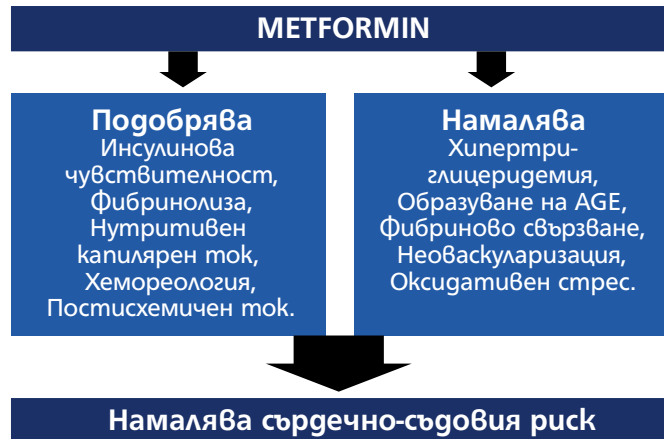 METFORMIN
Подобрява
Инсулинова
чувствителност,
Фибринолиза,
Нутритивен
капилярен ток,
Хемореология,
Постисхемичен ток.
Намалява
Хипертри-
глицеридемия,
Образуване на AGE,
Фибриново свързване,
Неоваскуларизация,
Оксидативен стрес.
Намалява сърдечно-съдовия риск